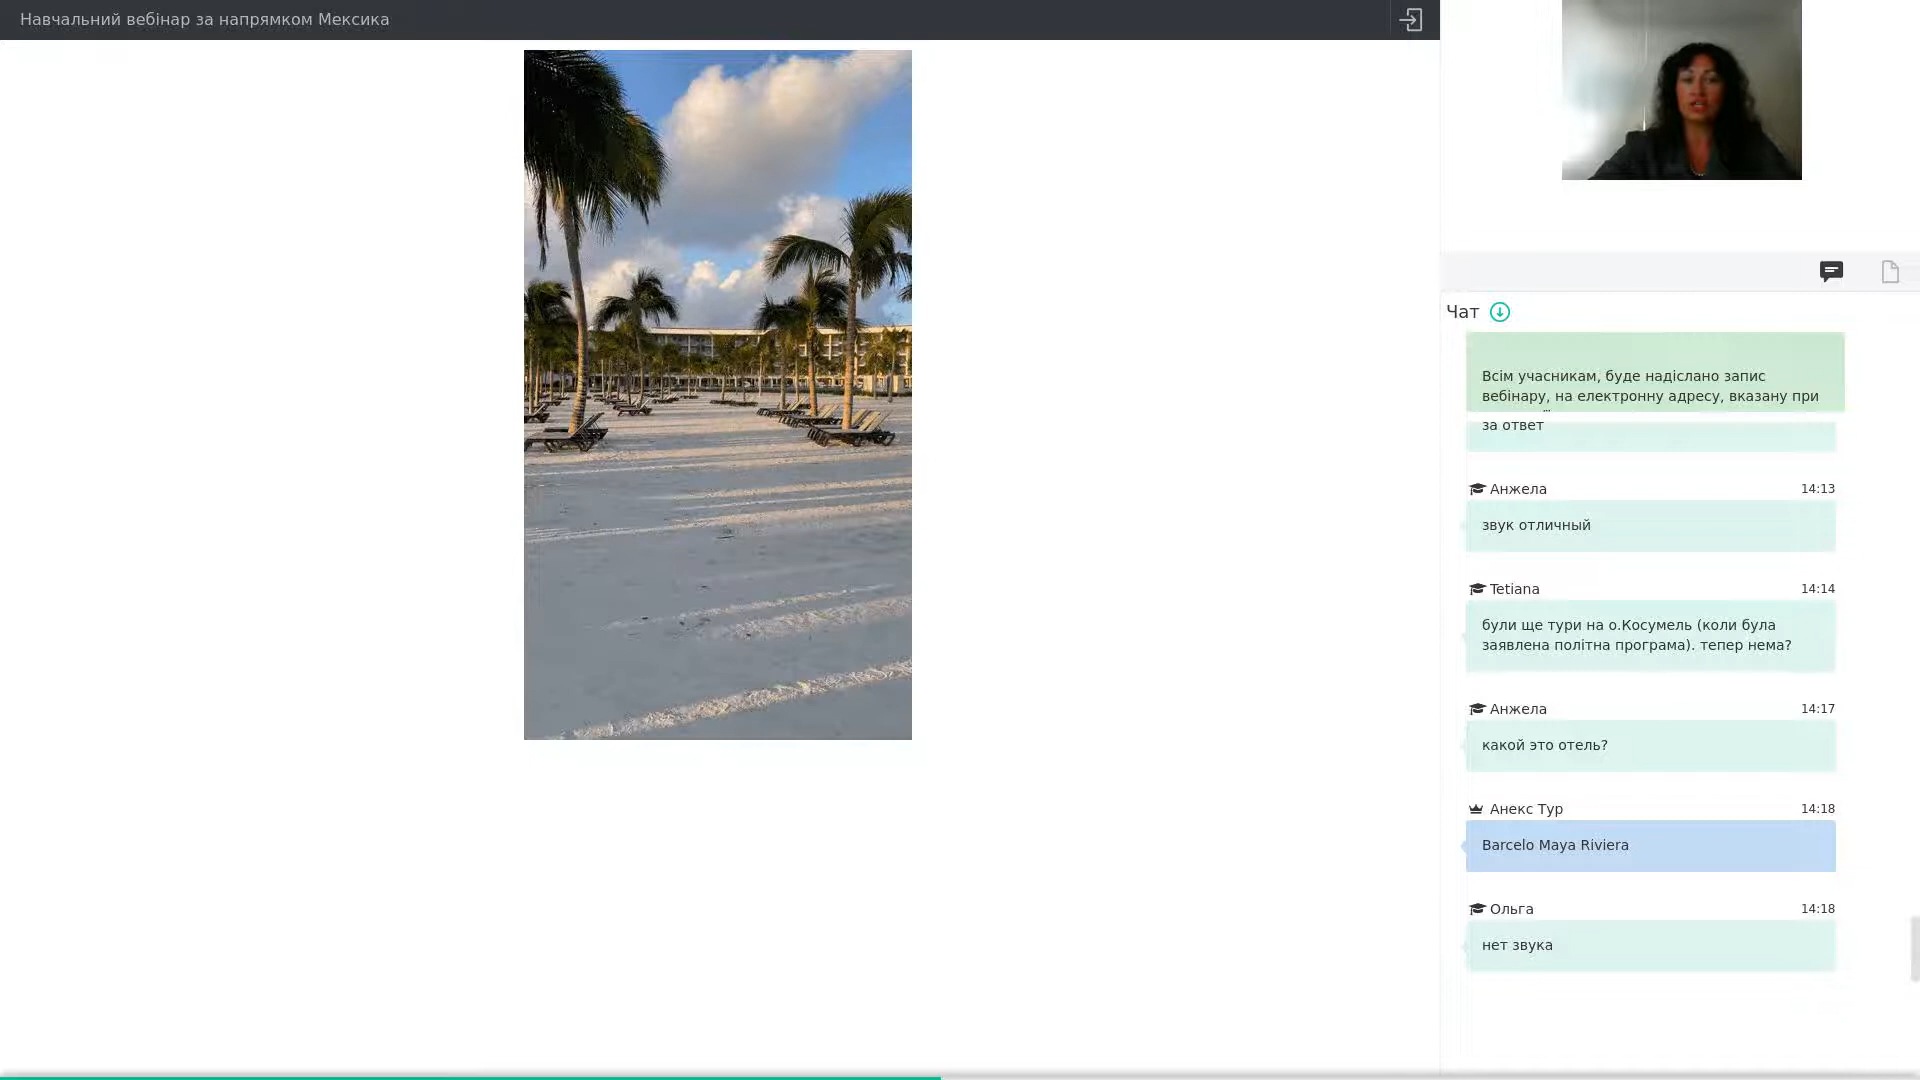 Навчальний вебінар за напрямком Мексика
Чат
Всім учасникам, буде надіслано запис
вебінару, на електронну адресу, вказану при
за ответ
Анжела 14:13
звук отличный
Tetiana 14:14
були ще тури на о.Косумель (коли була
заявлена політна програма). тепер нема?
Анжела 14:17
какой это отель?
Анекс Тур 14:18
Barcelo Maya Riviera
Ольга 14:18
нет звука